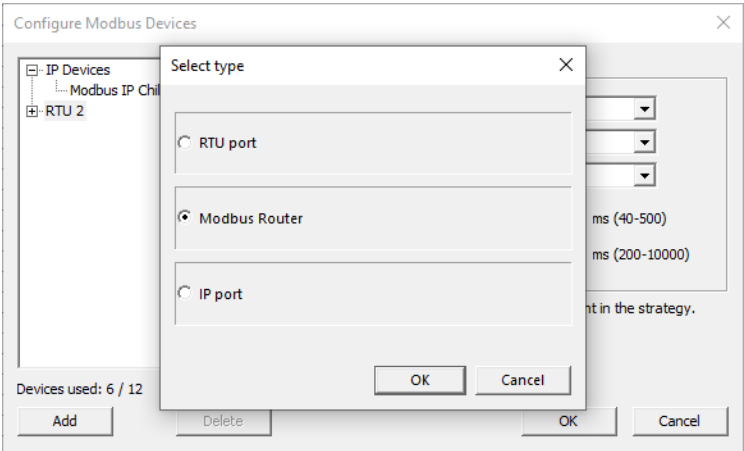 Configure Modbus Devices
IP Devices
Modbus IP Chil
RTU 2
Select type
RTU port
Modbus Router
IP port
OK Cancel
ms (40-500)
ms (200-10000)
nt in the strategy.
Devices used: 6 / 12
Add Delete OK Cancel